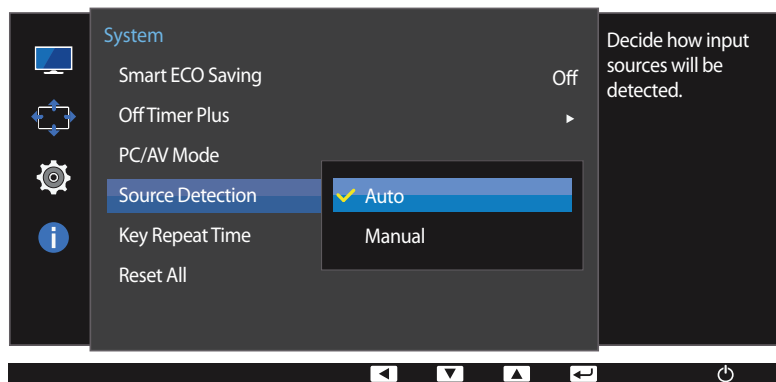 System
Smart ECO Saving Off
Off Timer Plus
PC/AV Mode
Source Detection
Auto
Key Repeat Time
Manual
Reset All
Decide how input
sources will be
detected.